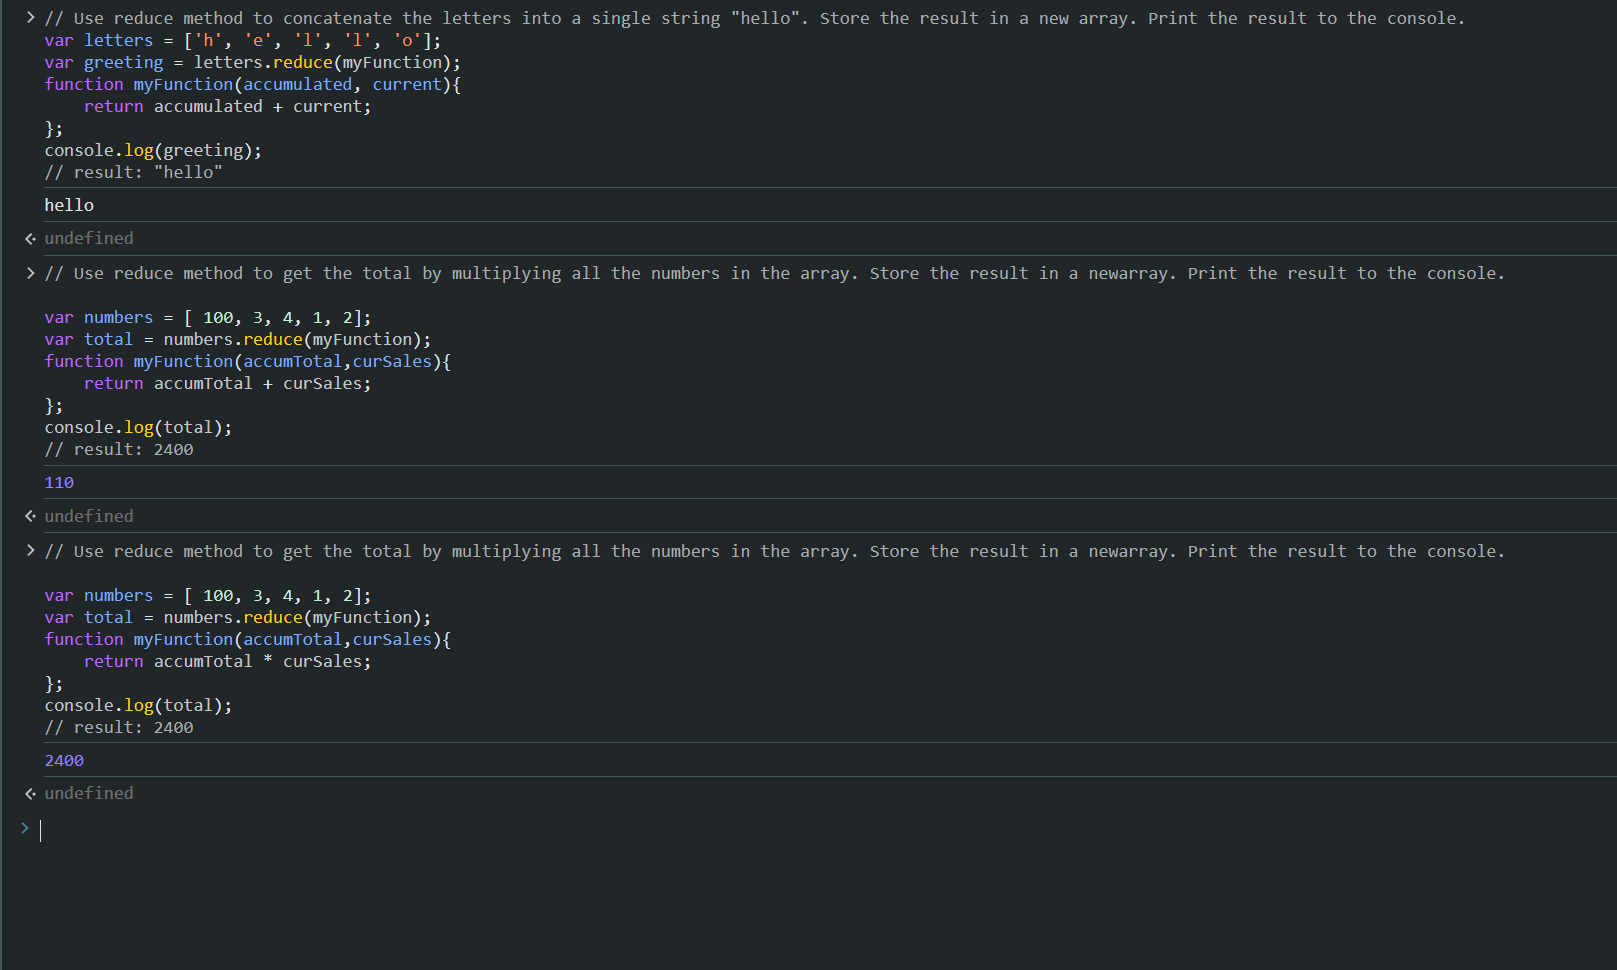 > // Use reduce method to concatenate the letters into a single string "hello". Store the result in a new array. Print the result to the console.
var letters = ['h', 'e', 'l', 'l', 'o'];
var greeting = letters.reduce(myFunction);
function myFunction(accumulated, current){
    return accumulated + current;
};
console.log(greeting);
// result: "hello"
hello
undefined
> // Use reduce method to get the total by multiplying all the numbers in the array. Store the result in a newarray. Print the result to the console.
var numbers = [ 100, 3, 4, 1, 2];
var total = numbers.reduce(myFunction);
function myFunction(accumTotal,curSales){
    return accumTotal + curSales;
};
console.log(total);
// result: 2400
110
undefined
> // Use reduce method to get the total by multiplying all the numbers in the array. Store the result in a newarray. Print the result to the console.
var numbers = [ 100, 3, 4, 1, 2];
var total = numbers.reduce(myFunction);
function myFunction(accumTotal,curSales){
    return accumTotal * curSales;
};
console.log(total);
// result: 2400
2400
undefined
>